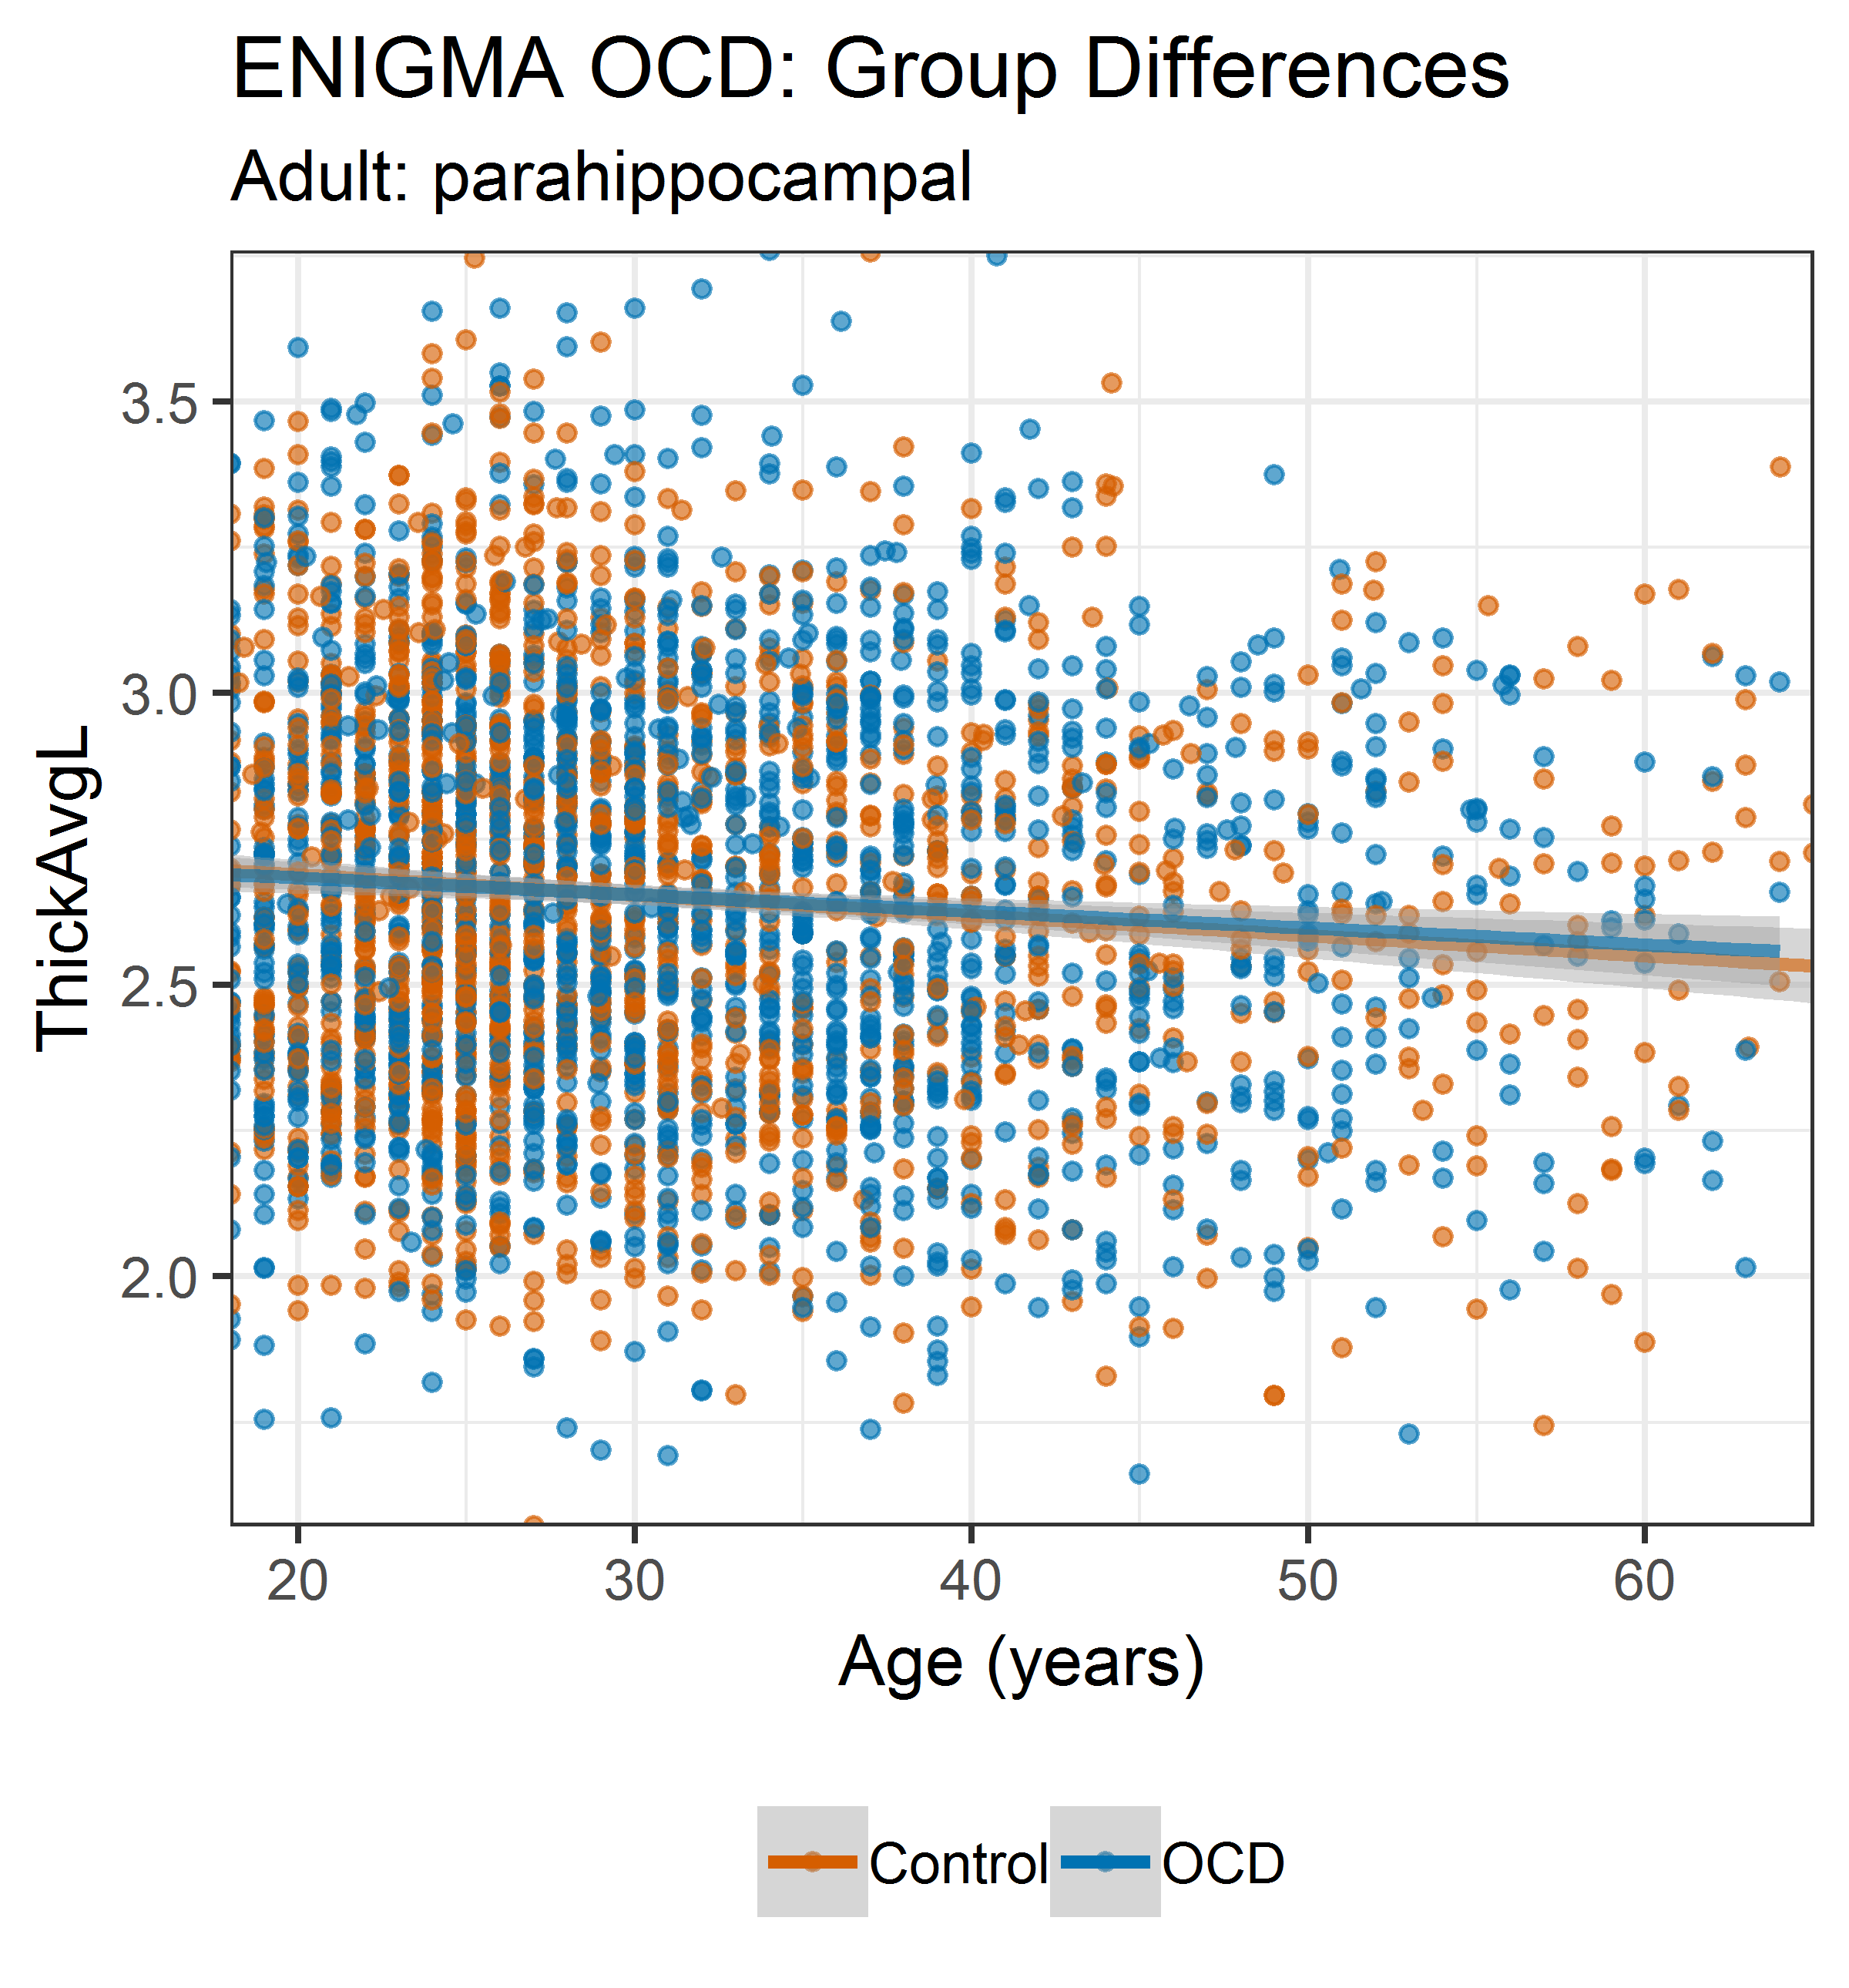 ENIGMA OCD: Group Differences
Adult: parahippocampal
ThickAvgL
3.5
3.0
2.5
2.0
20 30 40 50 60
Age (years)
Control OCD